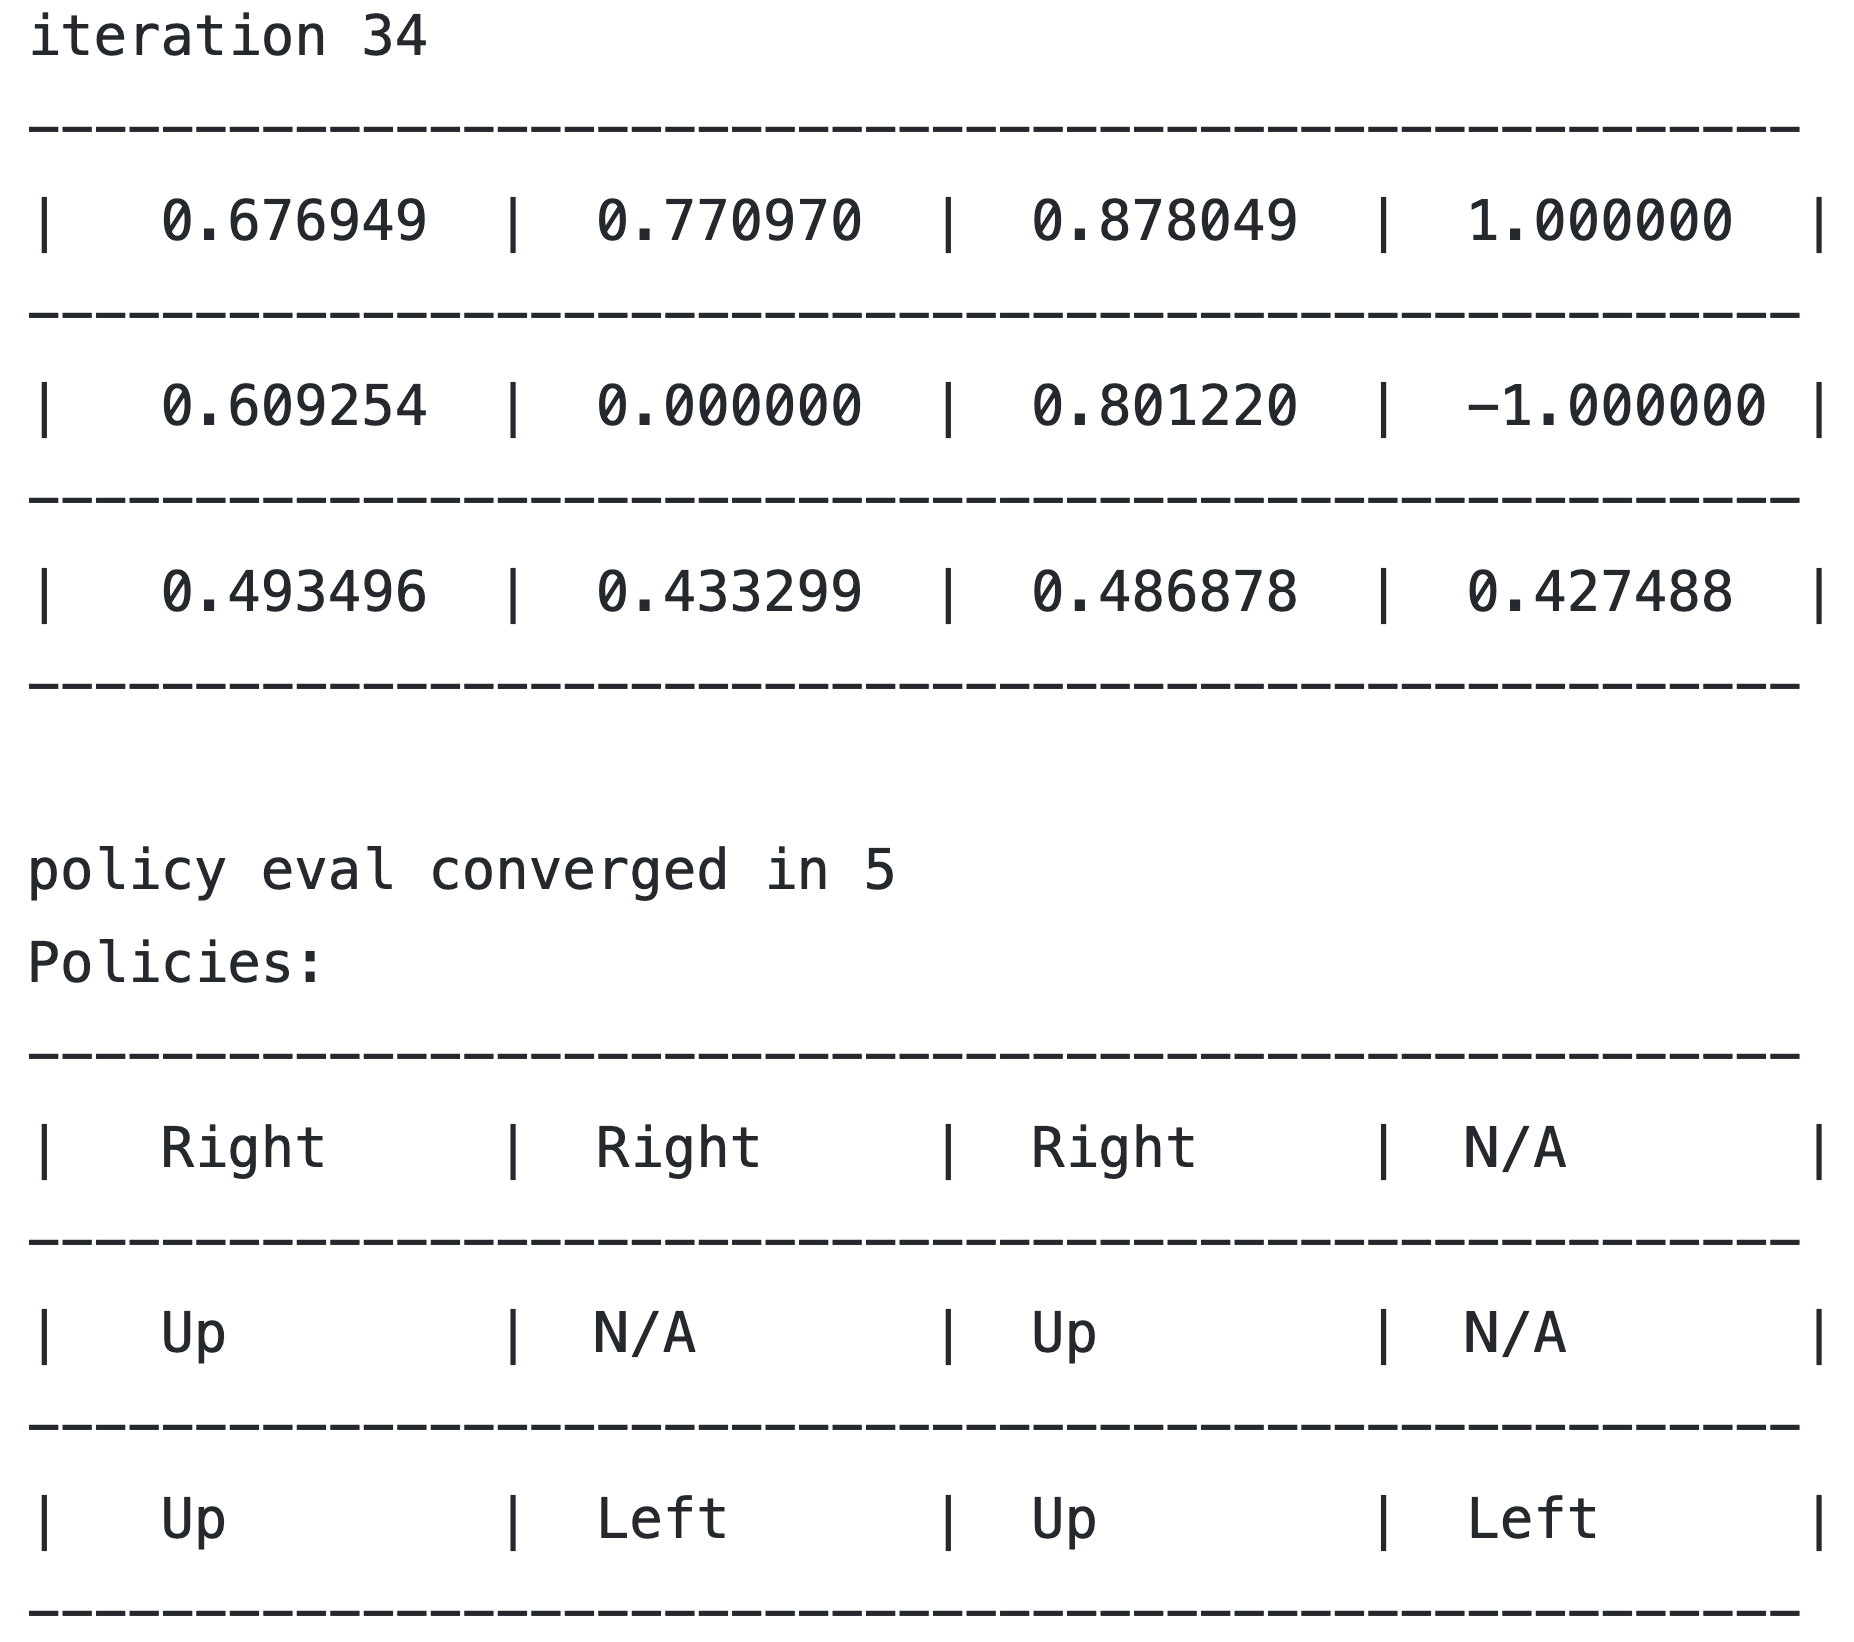 iteration 34
-----------------------------------------------------
|   0.676949  |  0.770970  |  0.878049  |  1.000000  |
-----------------------------------------------------
|   0.609254  |  0.000000  |  0.801220  |  -1.000000 |
-----------------------------------------------------
|   0.493496  |  0.433299  |  0.486878  |  0.427488  |
-----------------------------------------------------
policy eval converged in 5
Policies:
-----------------------------------------------------
|   Right     |  Right     |  Right     |  N/A       |
-----------------------------------------------------
|   Up        |  N/A       |  Up        |  N/A       |
-----------------------------------------------------
|   Up        |  Left      |  Up        |  Left      |
-----------------------------------------------------